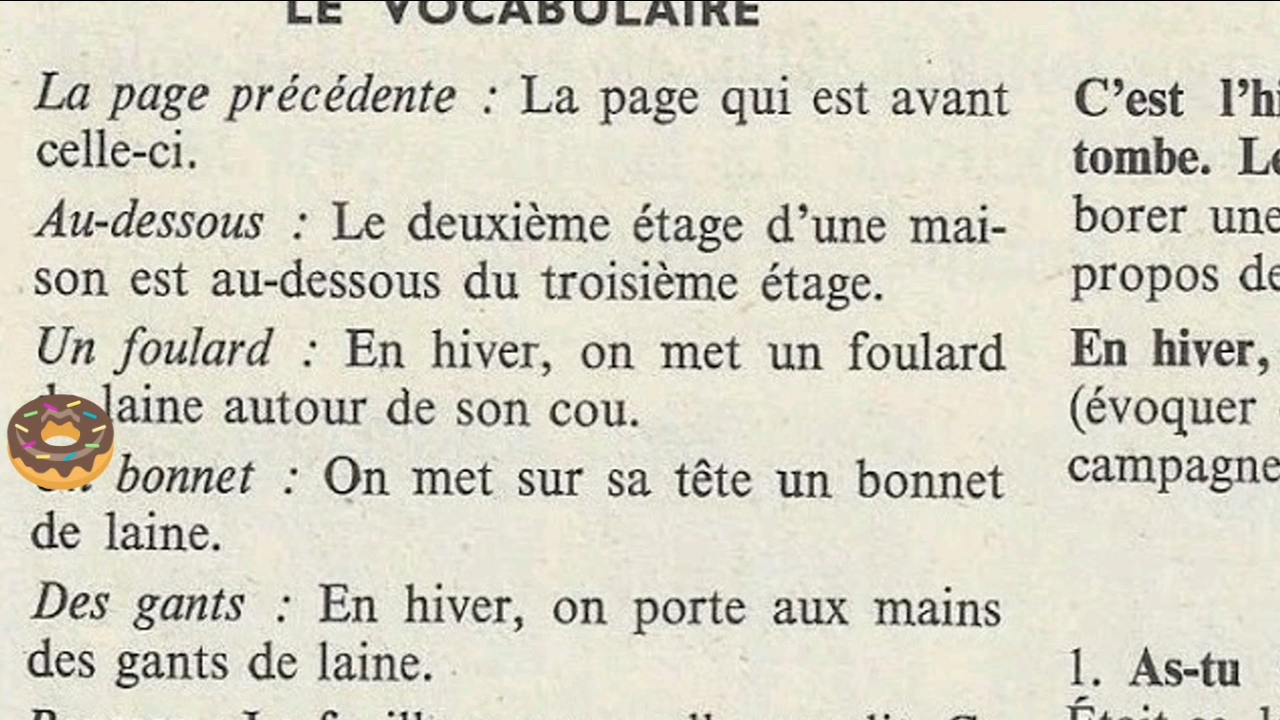 LE VOCABULAIRE
La page précédente : La page qui est avant
celle-ci.
Au-dessous : Le deuxième étage d'une mai-
son est au-dessous du troisième étage.
Un foulard : En hiver, on met un foulard
laine autour de son cou.
bonnet : On met sur sa tête un bonnet
de laine.
Des gants : En hiver, on porte aux mains
des gants de laine.
C'est l'hi
tombe. Le
borer une
propos de
En hiver,
(évoquer
campagne
1. As-tu